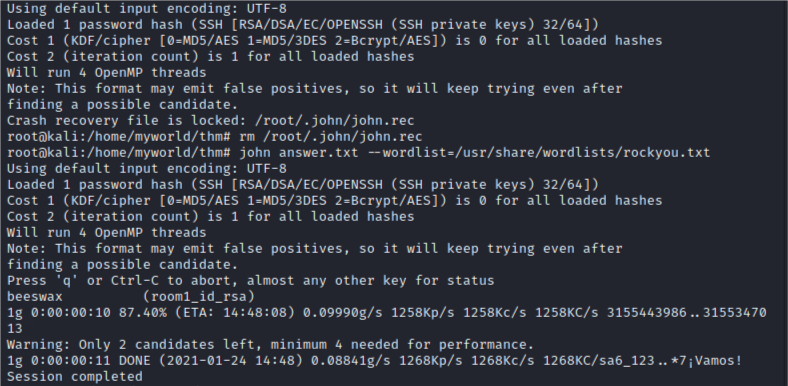 Using default input encoding: UTF-8
Loaded 1 password hash (SSH [RSA/DSA/EC/OPENSSH (SSH private keys) 32/64])
Cost 1 (KDF/cipher [0=MD5/AES 1=MD5/3DES 2=Bcrypt/AES]) is 0 for all loaded hashes
Cost 2 (iteration count) is 1 for all loaded hashes
Will run 4 OpenMP threads
Note: This format may emit false positives, so it will keep trying even after
finding a possible candidate.
Crash recovery file is locked: /root/.john/john.rec
root@kali:/home/myworld/thm# rm /root/.john/john.rec
root@kali:/home/myworld/thm# john answer.txt --wordlist=/usr/share/wordlists/rockyou.txt
Using default input encoding: UTF-8
Loaded 1 password hash (SSH [RSA/DSA/EC/OPENSSH (SSH private keys) 32/64])
Cost 1 (KDF/cipher [0=MD5/AES 1=MD5/3DES 2=Bcrypt/AES]) is 0 for all loaded hashes
Cost 2 (iteration count) is 1 for all loaded hashes
Will run 4 OpenMP threads
Note: This format may emit false positives, so it will keep trying even after
finding a possible candidate.
Press 'q' or Ctrl-C to abort, almost any other key for status
beeswax          (room1_id_rsa)
1g 0:00:00:10 87.40% (ETA: 14:48:08) 0.09990g/s 1258Kp/s 1258Kc/s 1258KC/s 3155443986..31553470
13
Warning: Only 2 candidates left, minimum 4 needed for performance.
1g 0:00:00:11 DONE (2021-01-24 14:48) 0.08841g/s 1268Kp/s 1268Kc/s 1268KC/sa6_123..*7¡Vamos!
Session completed